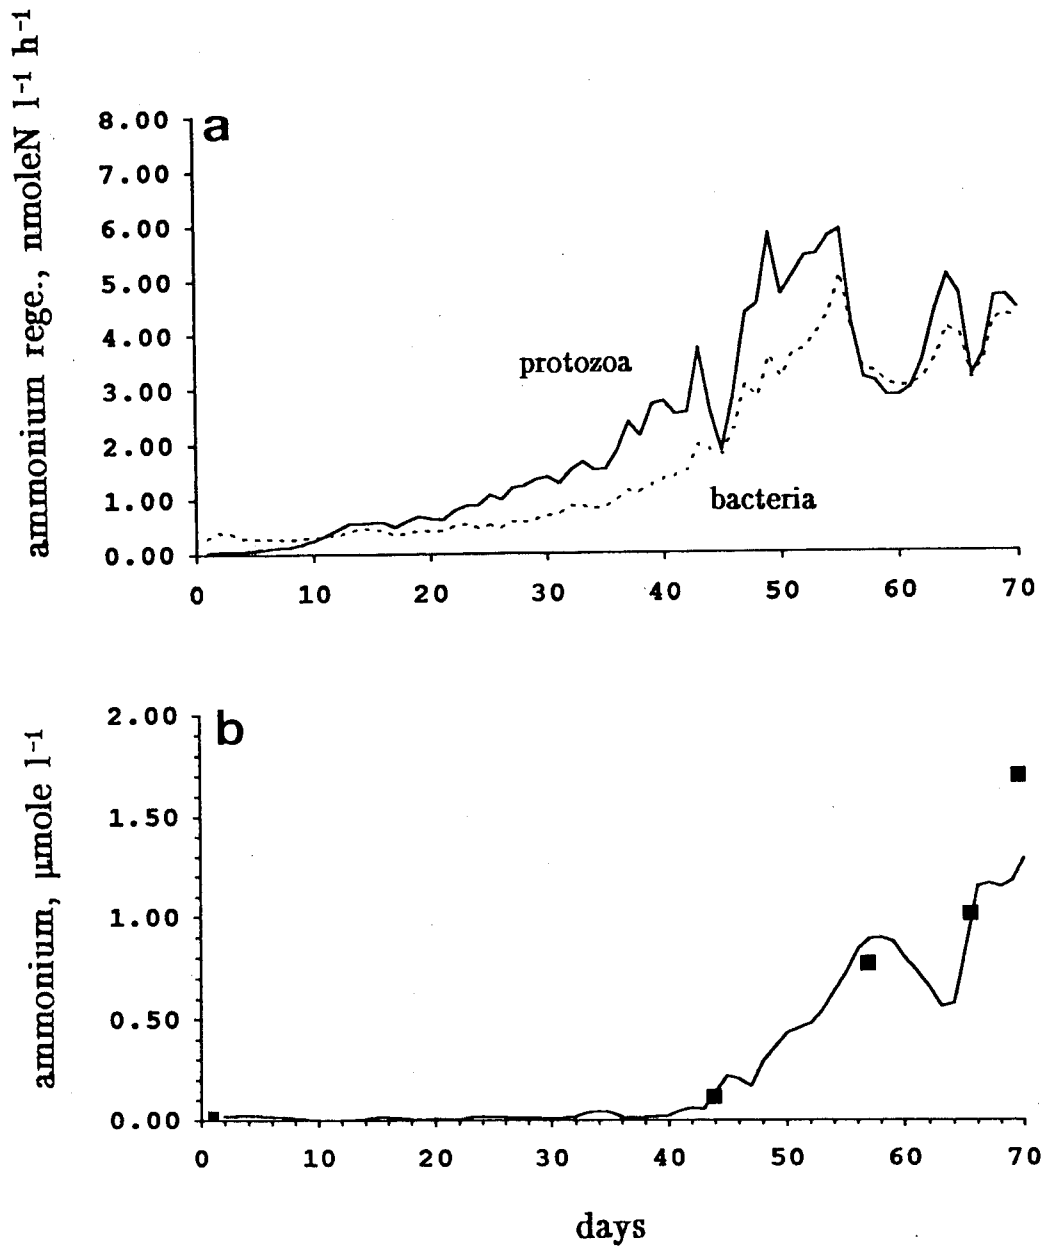 ammonium rege., nmoleN l⁻¹ h⁻¹
a
8.00
7.00
6.00
5.00
4.00
3.00
2.00
1.00
0.00
protozoa
bacteria
0 10 20 30 40 50 60 70
ammonium, μmole l⁻¹
b
2.00
1.50
1.00
0.50
0.00
0 10 20 30 40 50 60 70
days